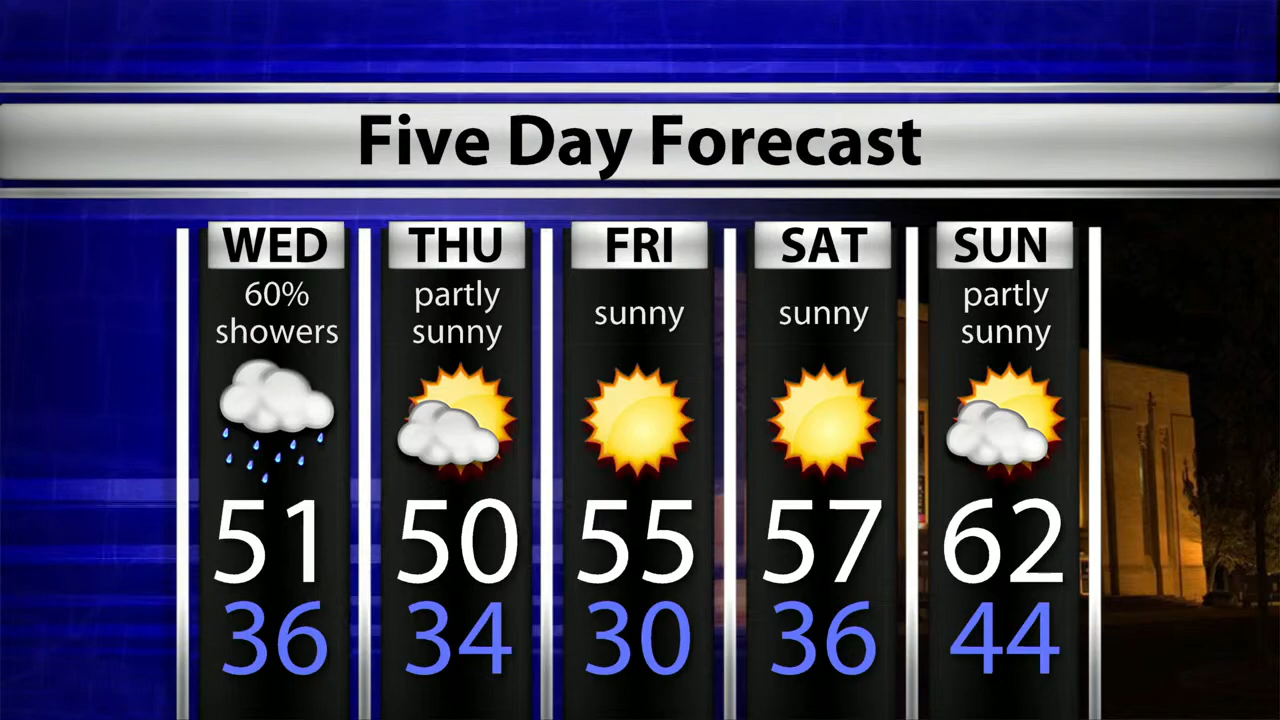 Five Day Forecast
WED THU FRI SAT SUN
60% showers
partly sunny
sunny
sunny
partly sunny
51 50 55 57 62
36 34 30 36 44